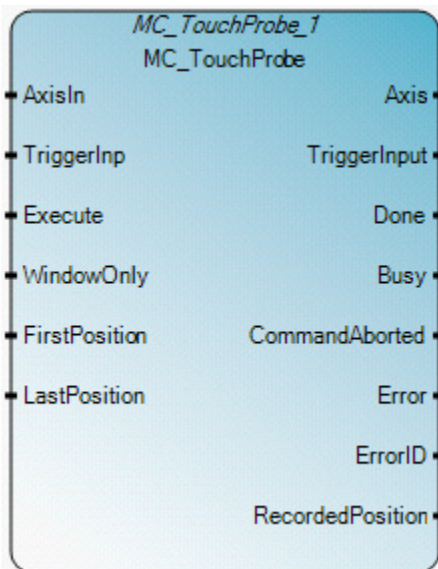 MC_TouchProbe_1
MC_TouchProbe
AxisIn Axis
TriggerInp TriggerInput
Execute Done
WindowOnly Busy
FirstPosition CommandAborted
LastPosition Error
ErrorID
RecordedPosition